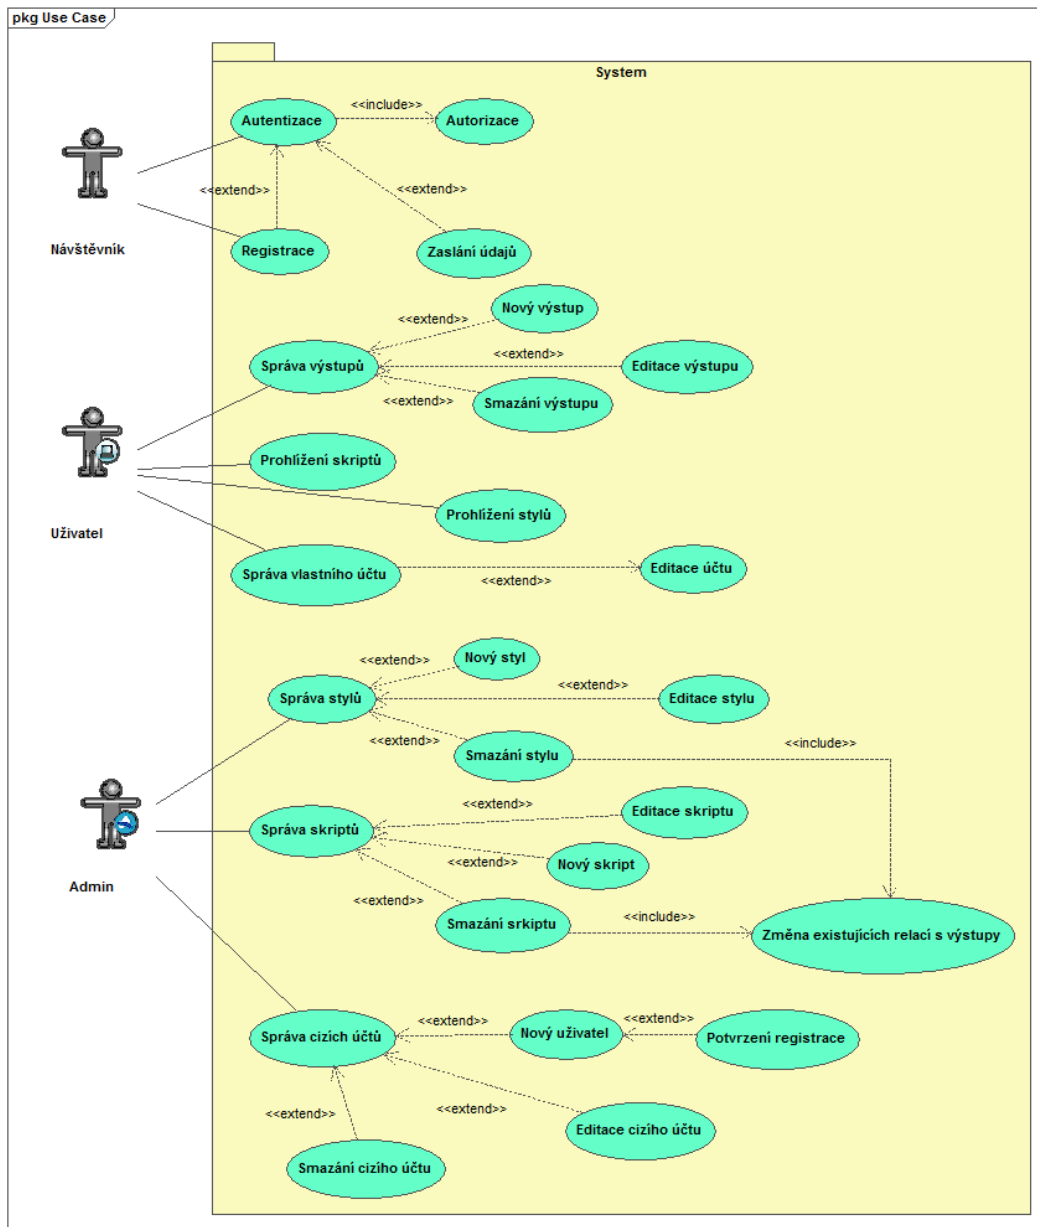 pkg Use Case
System
<<include>>
Autentizace
Autorizace
<<extend>>
<<extend>>
Návštěvník
Registrace
Zaslání údajů
Nový výstup
<<extend>>
<<extend>>
Správa výstupů
Editace výstupu
<<extend>>
Smazání výstupu
Prohlížení skriptů
Prohlížení stylů
Uživatel
Správa vlastního účtu
Editace účtu
<<extend>>
Nový styl
<<extend>>
<<extend>>
Správa stylů
Editace stylu
<<extend>>
<<include>>
Smazání stylu
<<extend>>
Editace skriptu
Správa skriptů
<<extend>>
Nový skript
Admin
<<extend>>
<<include>>
Smazání srkiptu
Změna existujících relací s výstupy
<<extend>>
<<extend>>
Správa cizích účtů
Nový uživatel
Potvrzení registrace
<<extend>>
<<extend>>
Editace cizího účtu
Smazání cizího účtu